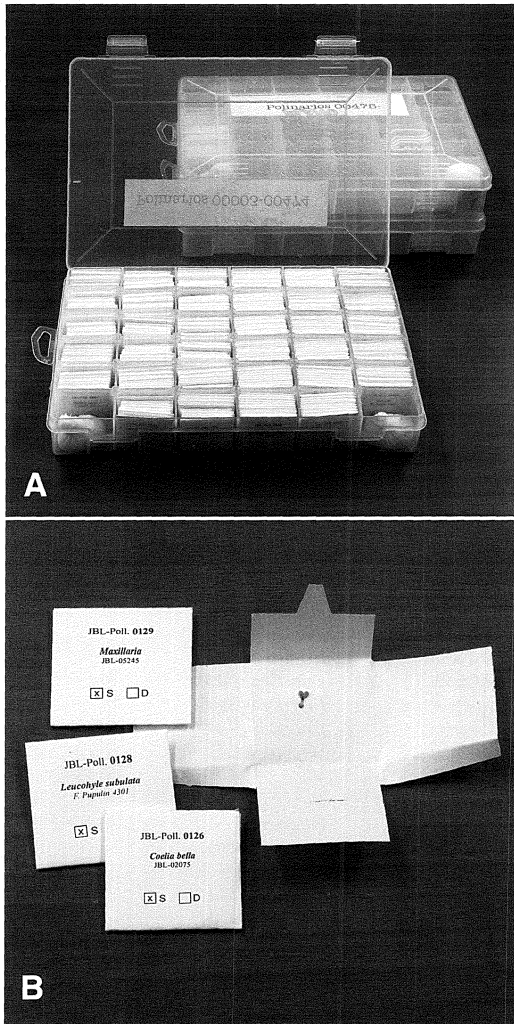 Polinarios 00475-
Polinarios 00003-00474
A
JBL-Poll. 0129
Maxillaria
JBL-05245
x S D
JBL-Poll. 0128
Leucohyle subulata
F. Pupulin 4301
x S
JBL-Poll. 0126
Coelia bella
JBL-02075
x S D
B